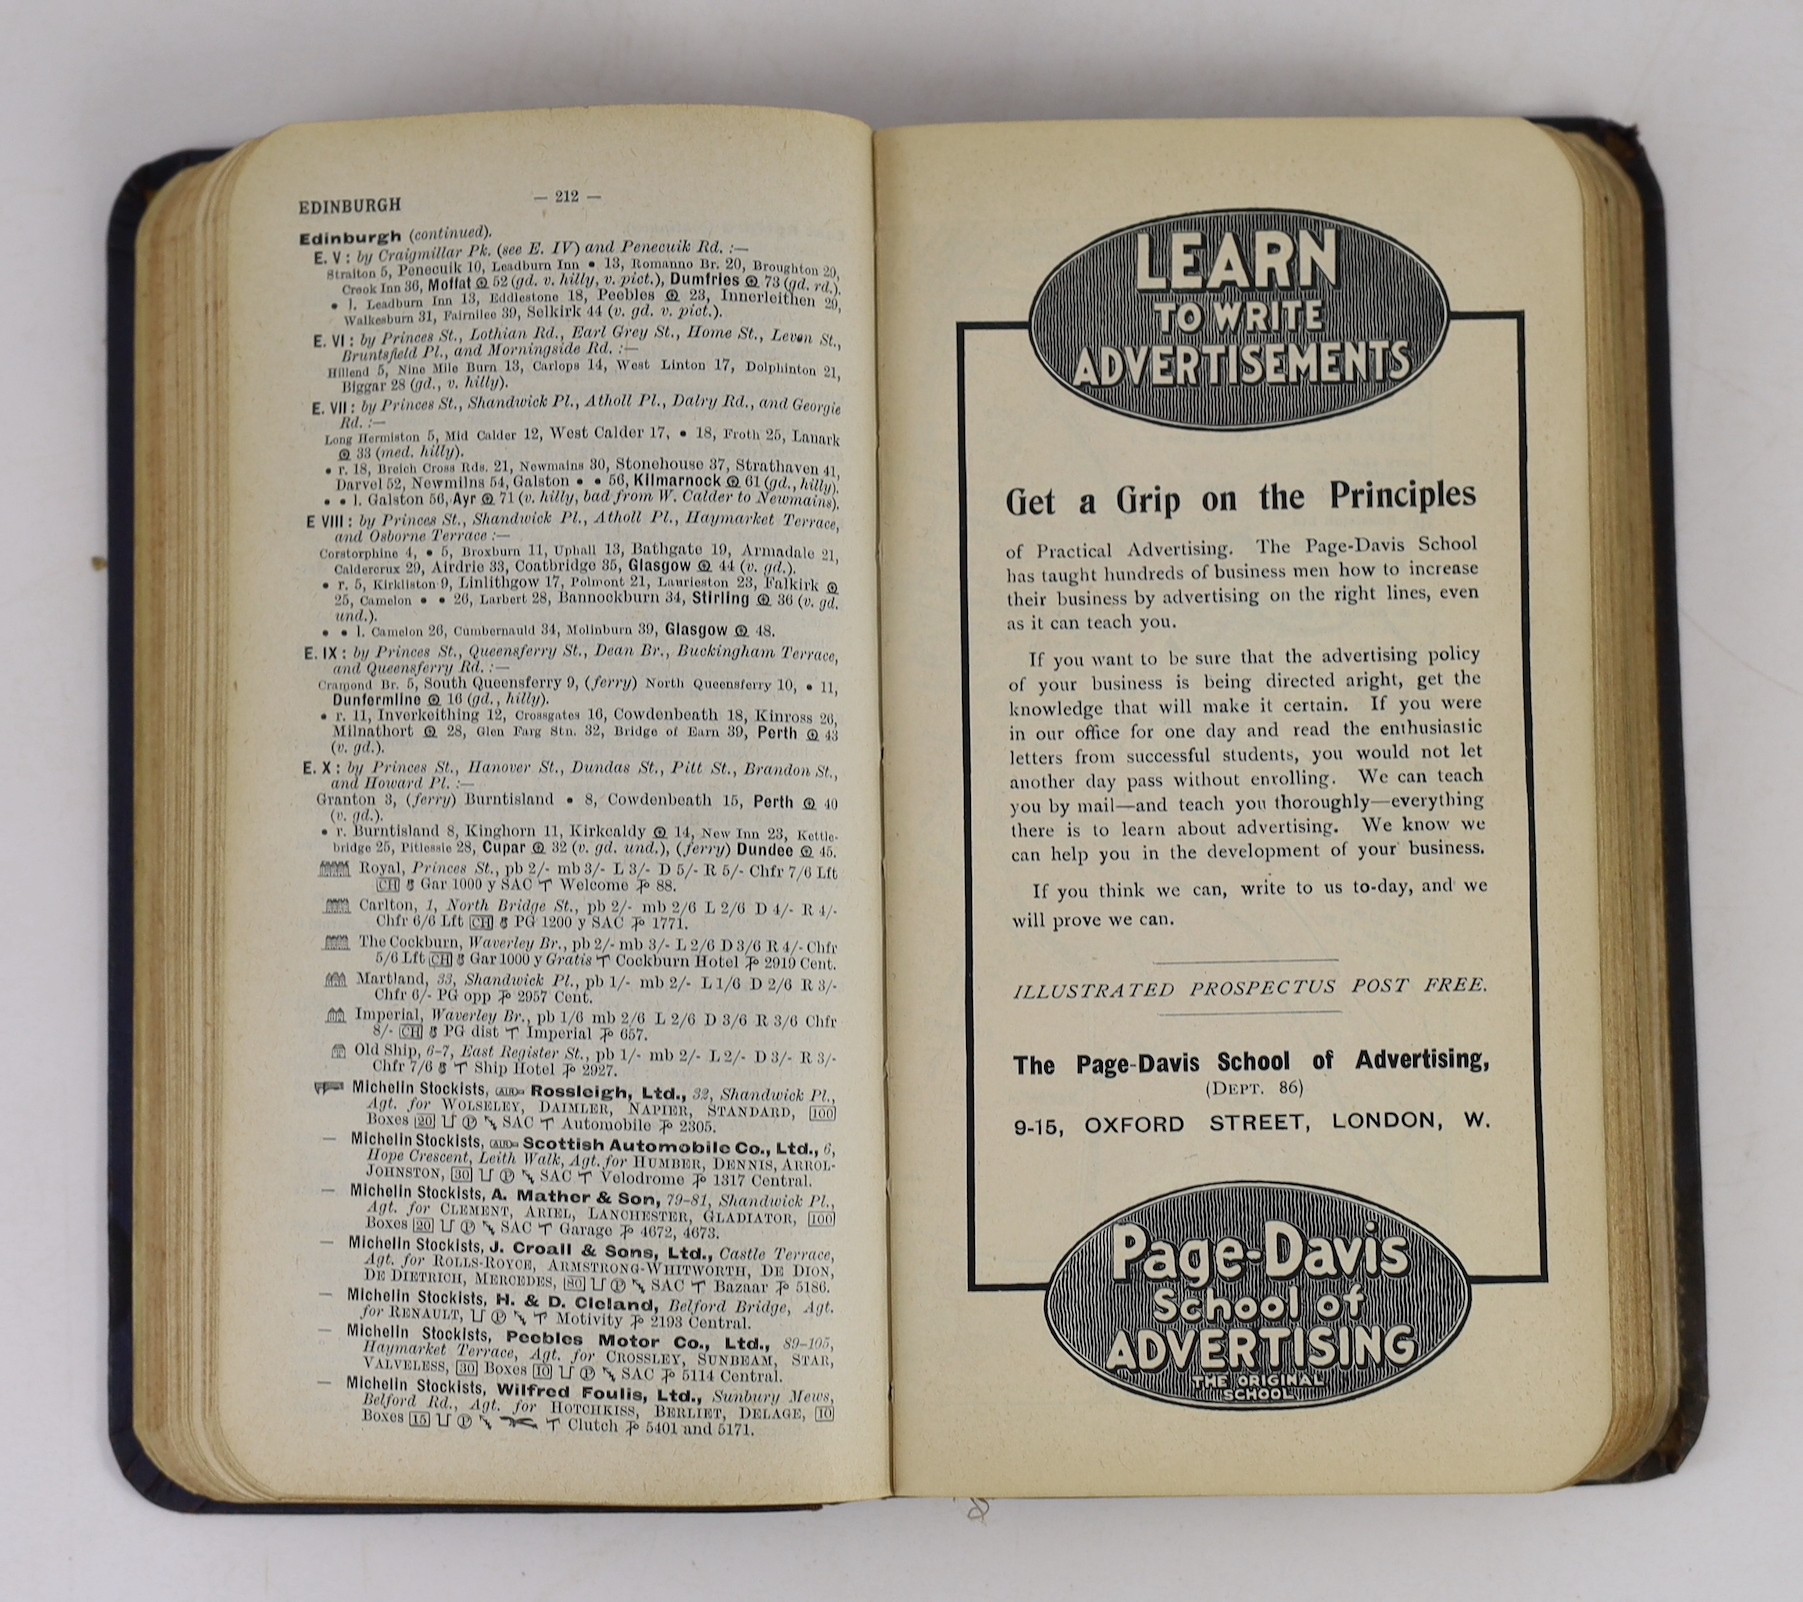 EDINBURGH — 212 —
Edinburgh (continued).
E. V : by Craigmillar Pk. (see E. IV) and Penecuik Rd. :—
Straiton 5, Penecuik 10, Leadburn Inn • 13, Romanno Br. 20, Broughton 29,
Crook Inn 36, Moffat 52 (gd. v. hilly, v. pict.), Dumfries 73 (gd. rd.).
• l. Leadburn Inn 13, Eddlestone 18, Peebles 23, Innerleithen 29,
Walkesburn 31, Fairnilee 39, Selkirk 44 (v. gd. v. pict.).
E. VI : by Princes St., Lothian Rd., Earl Grey St., Home St., Leven St.,
Bruntsfield Pl., and Morningside Rd. :—
Hillend 5, Nine Mile Burn 13, Carlops 14, West Linton 17, Dolphinton 21,
Biggar 28 (gd., v. hilly).
E. VII : by Princes St., Shandwick Pl., Atholl Pl., Dalry Rd., and Georgie
Rd. :—
Long Hermiston 5, Mid Calder 12, West Calder 17, • 18, Froth 25, Lanark
33 (med. hilly).
• r. 18, Breich Cross Rds. 21, Newmains 30, Stonehouse 37, Strathaven 41,
Darvel 52, Newmilns 54, Galston • • 56, Kilmarnock 61 (gd., hilly).
• • l. Galston 56, Ayr 71 (v. hilly, bad from W. Calder to Newmains).
E VIII : by Princes St., Shandwick Pl., Atholl Pl., Haymarket Terrace,
and Osborne Terrace :—
Corstorphine 4, • 5, Broxburn 11, Uphall 13, Bathgate 19, Armadale 21,
Caldercrux 29, Airdrie 33, Coatbridge 35, Glasgow 44 (v. gd.).
• r. 5, Kirkliston 9, Linlithgow 17, Polmont 21, Laurieston 23, Falkirk
25, Camelon • • 26, Larbert 28, Bannockburn 34, Stirling 36 (v. gd.
und.).
• • l. Camelon 26, Cumbernauld 34, Molinburn 39, Glasgow 48.
E. IX : by Princes St., Queensferry St., Dean Br., Buckingham Terrace,
and Queensferry Rd. :—
Cramond Br. 5, South Queensferry 9, (ferry) North Queensferry 10, • 11,
Dunfermline 16 (gd., hilly).
• r. 11, Inverkeithing 12, Crossgates 16, Cowdenbeath 18, Kinross 26,
Milnathort 28, Glen Farg Stn. 32, Bridge of Earn 39, Perth 43
(v. gd.).
E. X : by Princes St., Hanover St., Dundas St., Pitt St., Brandon St.,
and Howard Pl. :—
Granton 3, (ferry) Burntisland • 8, Cowdenbeath 15, Perth 40
(v. gd.).
• r. Burntisland 8, Kinghorn 11, Kirkcaldy 14, New Inn 23, Kettle-
bridge 25, Pitlessie 28, Cupar 32 (v. gd. und.), (ferry) Dundee 45.
Royal, Princes St., pb 2/- mb 3/- L 3/- D 5/- R 5/- Chfr 7/6 Lft
CH Gar 1000 y SAC Welcome 88.
Carlton, 1, North Bridge St., pb 2/- mb 2/6 L 2/6 D 4/- R 4/-
Chfr 6/6 Lft CH PG 1200 y SAC 1771.
The Cockburn, Waverley Br., pb 2/- mb 3/- L 2/6 D 3/6 R 4/- Chfr
5/6 Lft CH Gar 1000 y Gratis Cockburn Hotel 2919 Cent.
Martland, 33, Shandwick Pl., pb 1/- mb 2/- L 1/6 D 2/6 R 3/-
Chfr 6/- PG opp 2957 Cent.
Imperial, Waverley Br., pb 1/6 mb 2/6 L 2/6 D 3/6 R 3/6 Chfr
8/- CH PG dist Imperial 657.
Old Ship, 6-7, East Register St., pb 1/- mb 2/- L 2/- D 3/- R 3/-
Chfr 7/6 Ship Hotel 2927.
Michelin Stockists, Rossleigh, Ltd., 32, Shandwick Pl.,
Agt. for WOLSELEY, DAIMLER, NAPIER, STANDARD, 100
Boxes 20 SAC Automobile 2305.
— Michelin Stockists, Scottish Automobile Co., Ltd., 6,
Hope Crescent, Leith Walk, Agt. for HUMBER, DENNIS, ARROL-
JOHNSTON, 30 SAC Velodrome 1317 Central.
— Michelin Stockists, A. Mather & Son, 79-81, Shandwick Pl.,
Agt. for CLEMENT, ARIEL, LANCHESTER, GLADIATOR, 100
Boxes 20 SAC Garage 4672, 4673.
— Michelin Stockists, J. Croall & Sons, Ltd., Castle Terrace,
Agt. for ROLLS-ROYCE, ARMSTRONG-WHITWORTH, DE DION,
DE DIETRICH, MERCEDES, 80 SAC Bazaar 5186.
— Michelin Stockists, H. & D. Cleland, Belford Bridge, Agt.
for RENAULT, Motivity 2193 Central.
— Michelin Stockists, Peebles Motor Co., Ltd., 89-105,
Haymarket Terrace, Agt. for CROSSLEY, SUNBEAM, STAR,
VALVELESS, 30 Boxes 10 SAC 5114 Central.
— Michelin Stockists, Wilfred Foulis, Ltd., Sunbury Mews,
Belford Rd., Agt. for HOTCHKISS, BERLIET, DELAGE, 10
Boxes 15 Clutch 5401 and 5171.
LEARN
TO WRITE
ADVERTISEMENTS
Get a Grip on the Principles
of Practical Advertising. The Page-Davis School
has taught hundreds of business men how to increase
their business by advertising on the right lines, even
as it can teach you.
If you want to be sure that the advertising policy
of your business is being directed aright, get the
knowledge that will make it certain. If you were
in our office for one day and read the enthusiastic
letters from successful students, you would not let
another day pass without enrolling. We can teach
you by mail—and teach you thoroughly—everything
there is to learn about advertising. We know we
can help you in the development of your business.
If you think we can, write to us to-day, and we
will prove we can.
ILLUSTRATED PROSPECTUS POST FREE.
The Page-Davis School of Advertising,
(DEPT. 86)
9-15, OXFORD STREET, LONDON, W.
Page-Davis
School of
ADVERTISING
THE ORIGINAL
SCHOOL